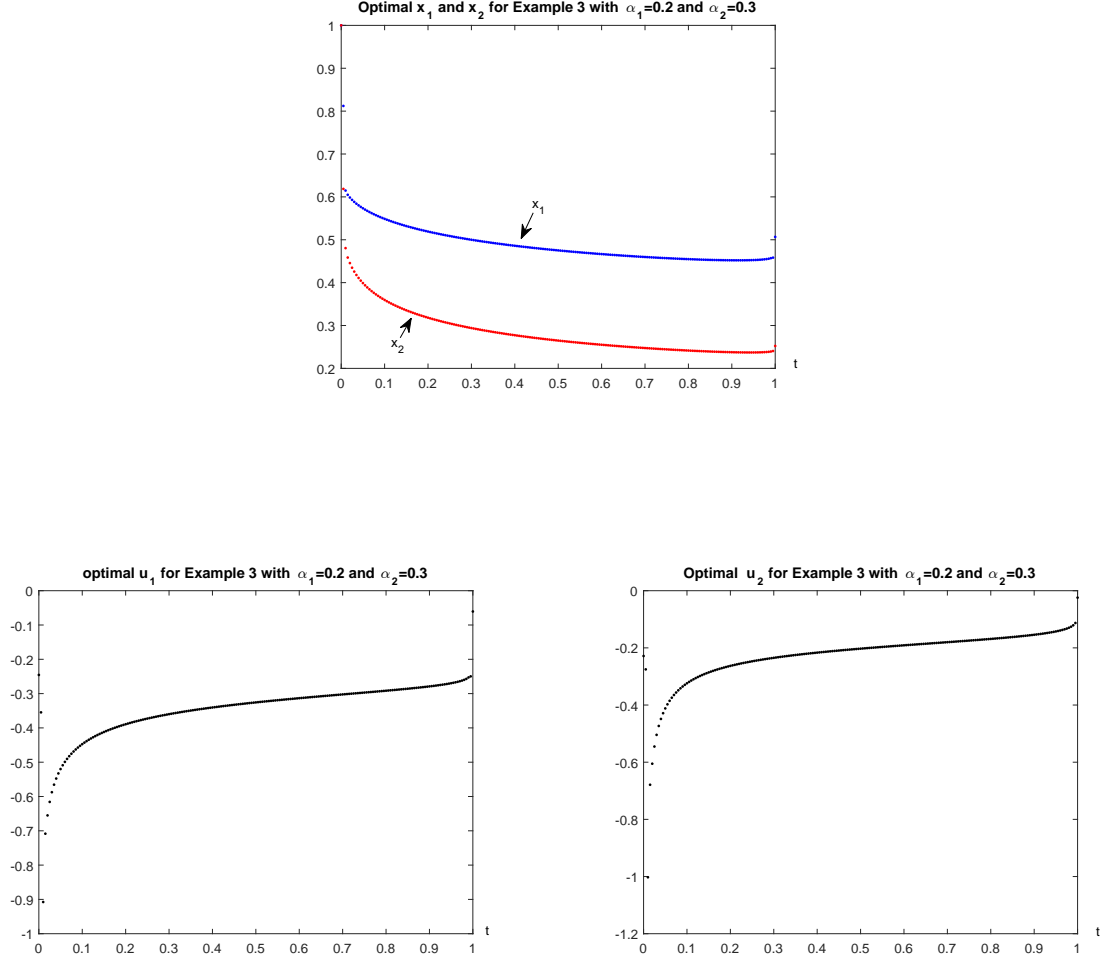 Optimal x1 and x2 for Example 3 with α1=0.2 and α2=0.3
1
0.9
0.8
0.7
0.6
0.5
0.4
0.3
0.2
x1
x2
0 0.1 0.2 0.3 0.4 0.5 0.6 0.7 0.8 0.9 1
t
optimal u1 for Example 3 with α1=0.2 and α2=0.3
0
-0.1
-0.2
-0.3
-0.4
-0.5
-0.6
-0.7
-0.8
-0.9
-1
0 0.1 0.2 0.3 0.4 0.5 0.6 0.7 0.8 0.9 1
t
Optimal u2 for Example 3 with α1=0.2 and α2=0.3
0
-0.2
-0.4
-0.6
-0.8
-1
-1.2
0 0.1 0.2 0.3 0.4 0.5 0.6 0.7 0.8 0.9 1
t